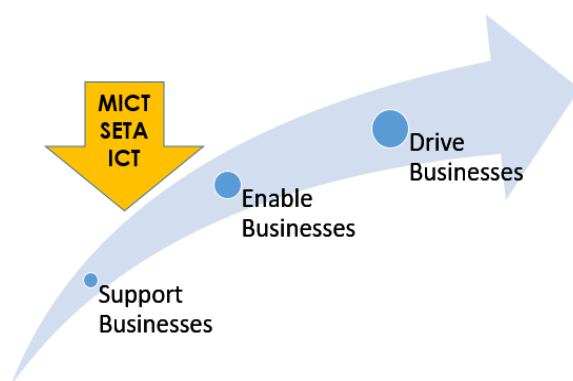 MICT
SETA
ICT
Drive
Businesses
Enable
Businesses
Support
Businesses